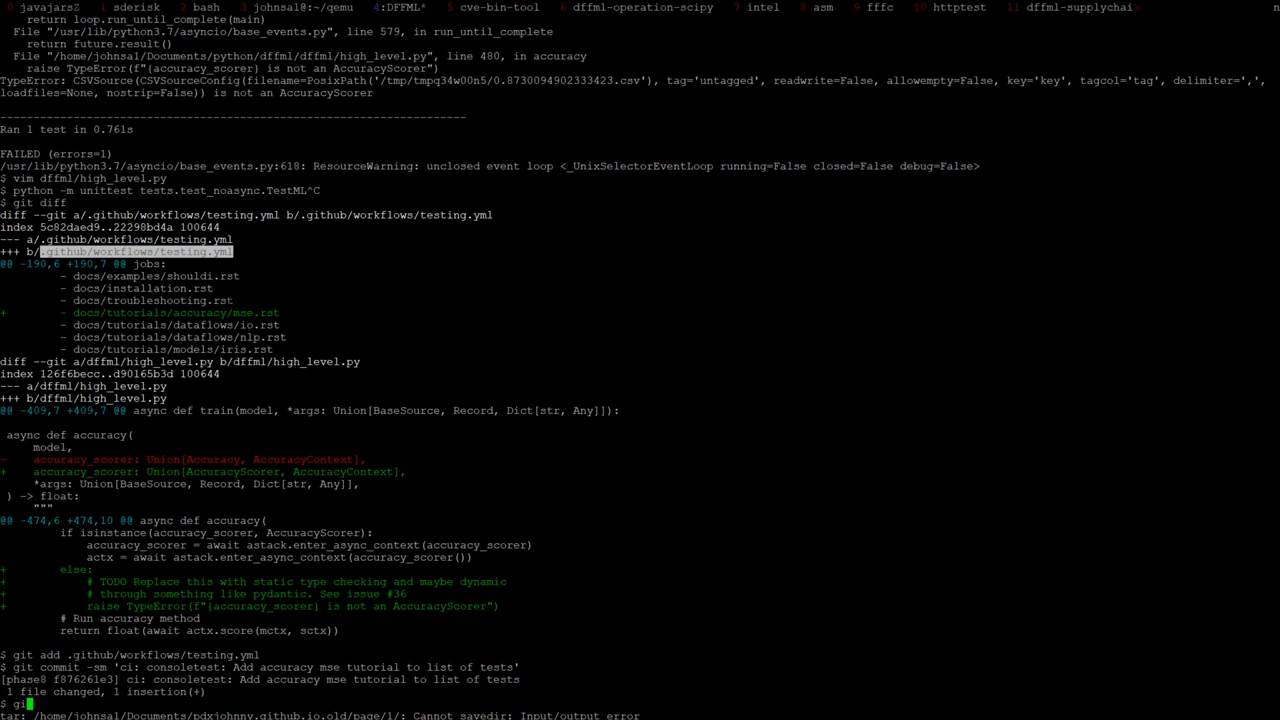 0 javajarsZ  1 sderisk  2 bash  3 johnsal@:~/qemu  4:DFFML*  5 cve-bin-tool  6 dffml-operation-scipy  7 intel  8 asm  9 fffc  10 httptest  11 dffml-supplychai>
    return loop.run_until_complete(main)
  File "/usr/lib/python3.7/asyncio/base_events.py", line 579, in run_until_complete
    return future.result()
  File "/home/johnsal/Documents/python/dffml/dffml/high_level.py", line 480, in accuracy
    raise TypeError(f"{accuracy_scorer} is not an AccuracyScorer")
TypeError: CSVSource(CSVSourceConfig(filename=PosixPath('/tmp/tmpq34w00n5/0.8730094902333423.csv'), tag='untagged', readwrite=False, allowempty=False, key='key', tagcol='tag', delimiter=',',
loadfiles=None, nostrip=False)) is not an AccuracyScorer

----------------------------------------------------------------------
Ran 1 test in 0.761s

FAILED (errors=1)
/usr/lib/python3.7/asyncio/base_events.py:618: ResourceWarning: unclosed event loop <_UnixSelectorEventLoop running=False closed=False debug=False>
$ vim dffml/high_level.py
$ python -m unittest tests.test_noasync.TestML^C
$ git diff
diff --git a/.github/workflows/testing.yml b/.github/workflows/testing.yml
index 5c82daed9..22298bd4a 100644
--- a/.github/workflows/testing.yml
+++ b/.github/workflows/testing.yml
@@ -190,6 +190,7 @@ jobs:
         - docs/examples/shouldi.rst
         - docs/installation.rst
         - docs/troubleshooting.rst
+        - docs/tutorials/accuracy/mse.rst
         - docs/tutorials/dataflows/io.rst
         - docs/tutorials/dataflows/nlp.rst
         - docs/tutorials/models/iris.rst
diff --git a/dffml/high_level.py b/dffml/high_level.py
index 126f6becc..d90165b3d 100644
--- a/dffml/high_level.py
+++ b/dffml/high_level.py
@@ -409,7 +409,7 @@ async def train(model, *args: Union[BaseSource, Record, Dict[str, Any]]):

 async def accuracy(
     model,
-    accuracy_scorer: Union[Accuracy, AccuracyContext],
+    accuracy_scorer: Union[AccuracyScorer, AccuracyContext],
     *args: Union[BaseSource, Record, Dict[str, Any]],
 ) -> float:
     """
@@ -474,6 +474,10 @@ async def accuracy(
         if isinstance(accuracy_scorer, AccuracyScorer):
             accuracy_scorer = await astack.enter_async_context(accuracy_scorer)
             actx = await astack.enter_async_context(accuracy_scorer())
+        else:
+            # TODO Replace this with static type checking and maybe dynamic
+            # through something like pydantic. See issue #36
+            raise TypeError(f"{accuracy_scorer} is not an AccuracyScorer")
         # Run accuracy method
         return float(await actx.score(mctx, sctx))
$ git add .github/workflows/testing.yml
$ git commit -sm 'ci: consoletest: Add accuracy mse tutorial to list of tests'
[phase8 f876261e3] ci: consoletest: Add accuracy mse tutorial to list of tests
 1 file changed, 1 insertion(+)
$ gi
tar: /home/johnsal/Documents/pdxjohnny.github.io.old/page/1/: Cannot savedir: Input/output error